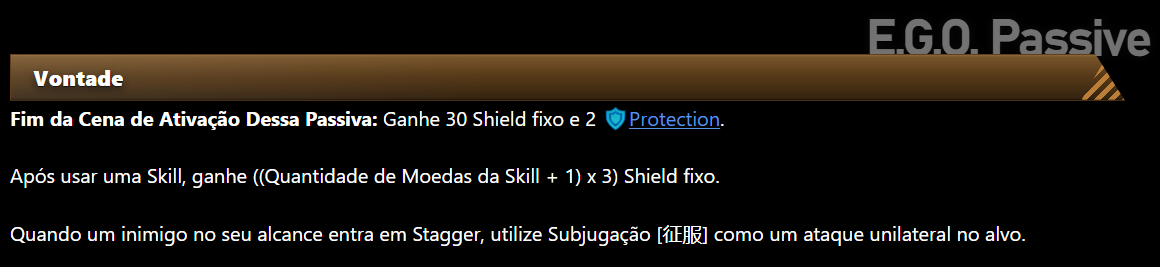 E.G.O. Passive
Vontade
Fim da Cena de Ativação Dessa Passiva: Ganhe 30 Shield fixo e 2 Protection.
Após usar uma Skill, ganhe ((Quantidade de Moedas da Skill + 1) x 3) Shield fixo.
Quando um inimigo no seu alcance entra em Stagger, utilize Subjugação [征服] como um ataque unilateral no alvo.